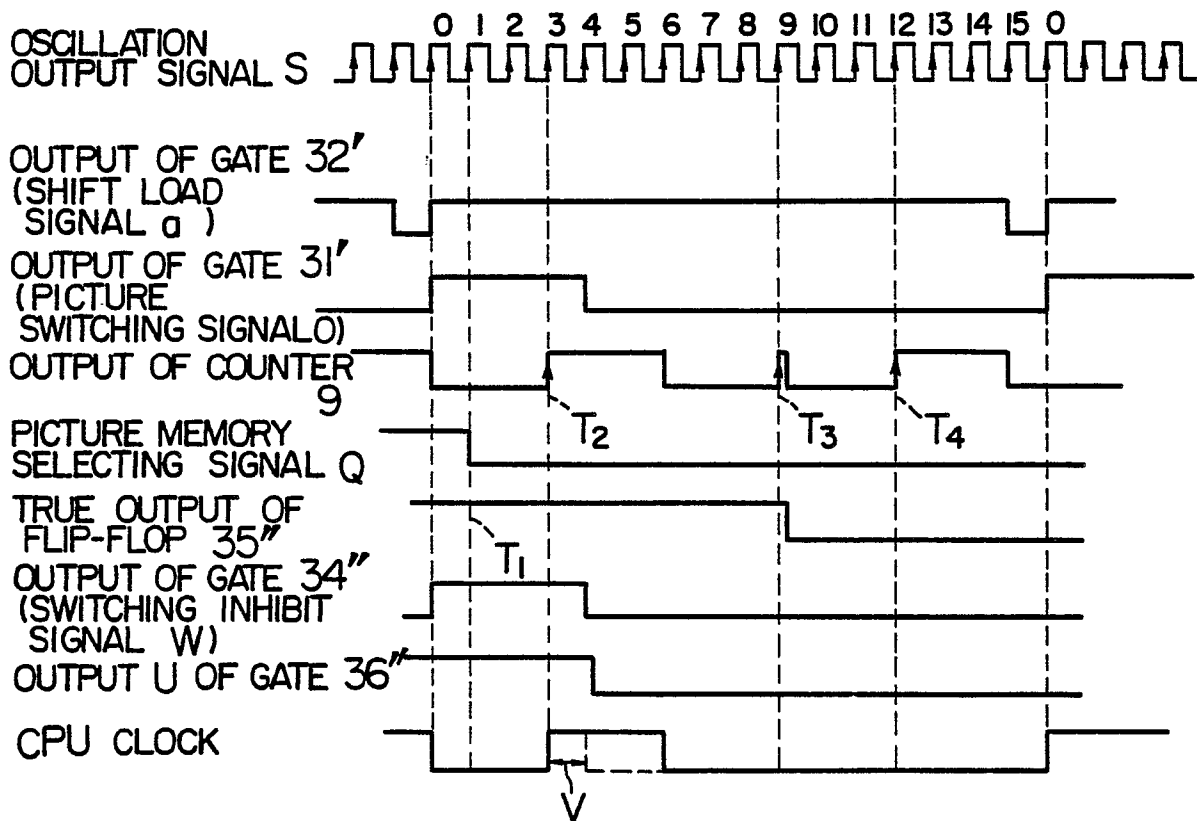 0 1 2 3 4 5 6 7 8 9 10 11 12 13 14 15 0
OSCILLATION
OUTPUT SIGNAL S
OUTPUT OF GATE 32'
(SHIFT LOAD
SIGNAL a )
OUTPUT OF GATE 31'
(PICTURE
SWITCHING SIGNALO)
OUTPUT OF COUNTER
9
T2
T3
T4
PICTURE MEMORY
SELECTING SIGNAL Q
TRUE OUTPUT OF
FLIP-FLOP 35"
T1
OUTPUT OF GATE 34"
(SWITCHING INHIBIT
SIGNAL W)
OUTPUT U OF GATE 36"
CPU CLOCK
V